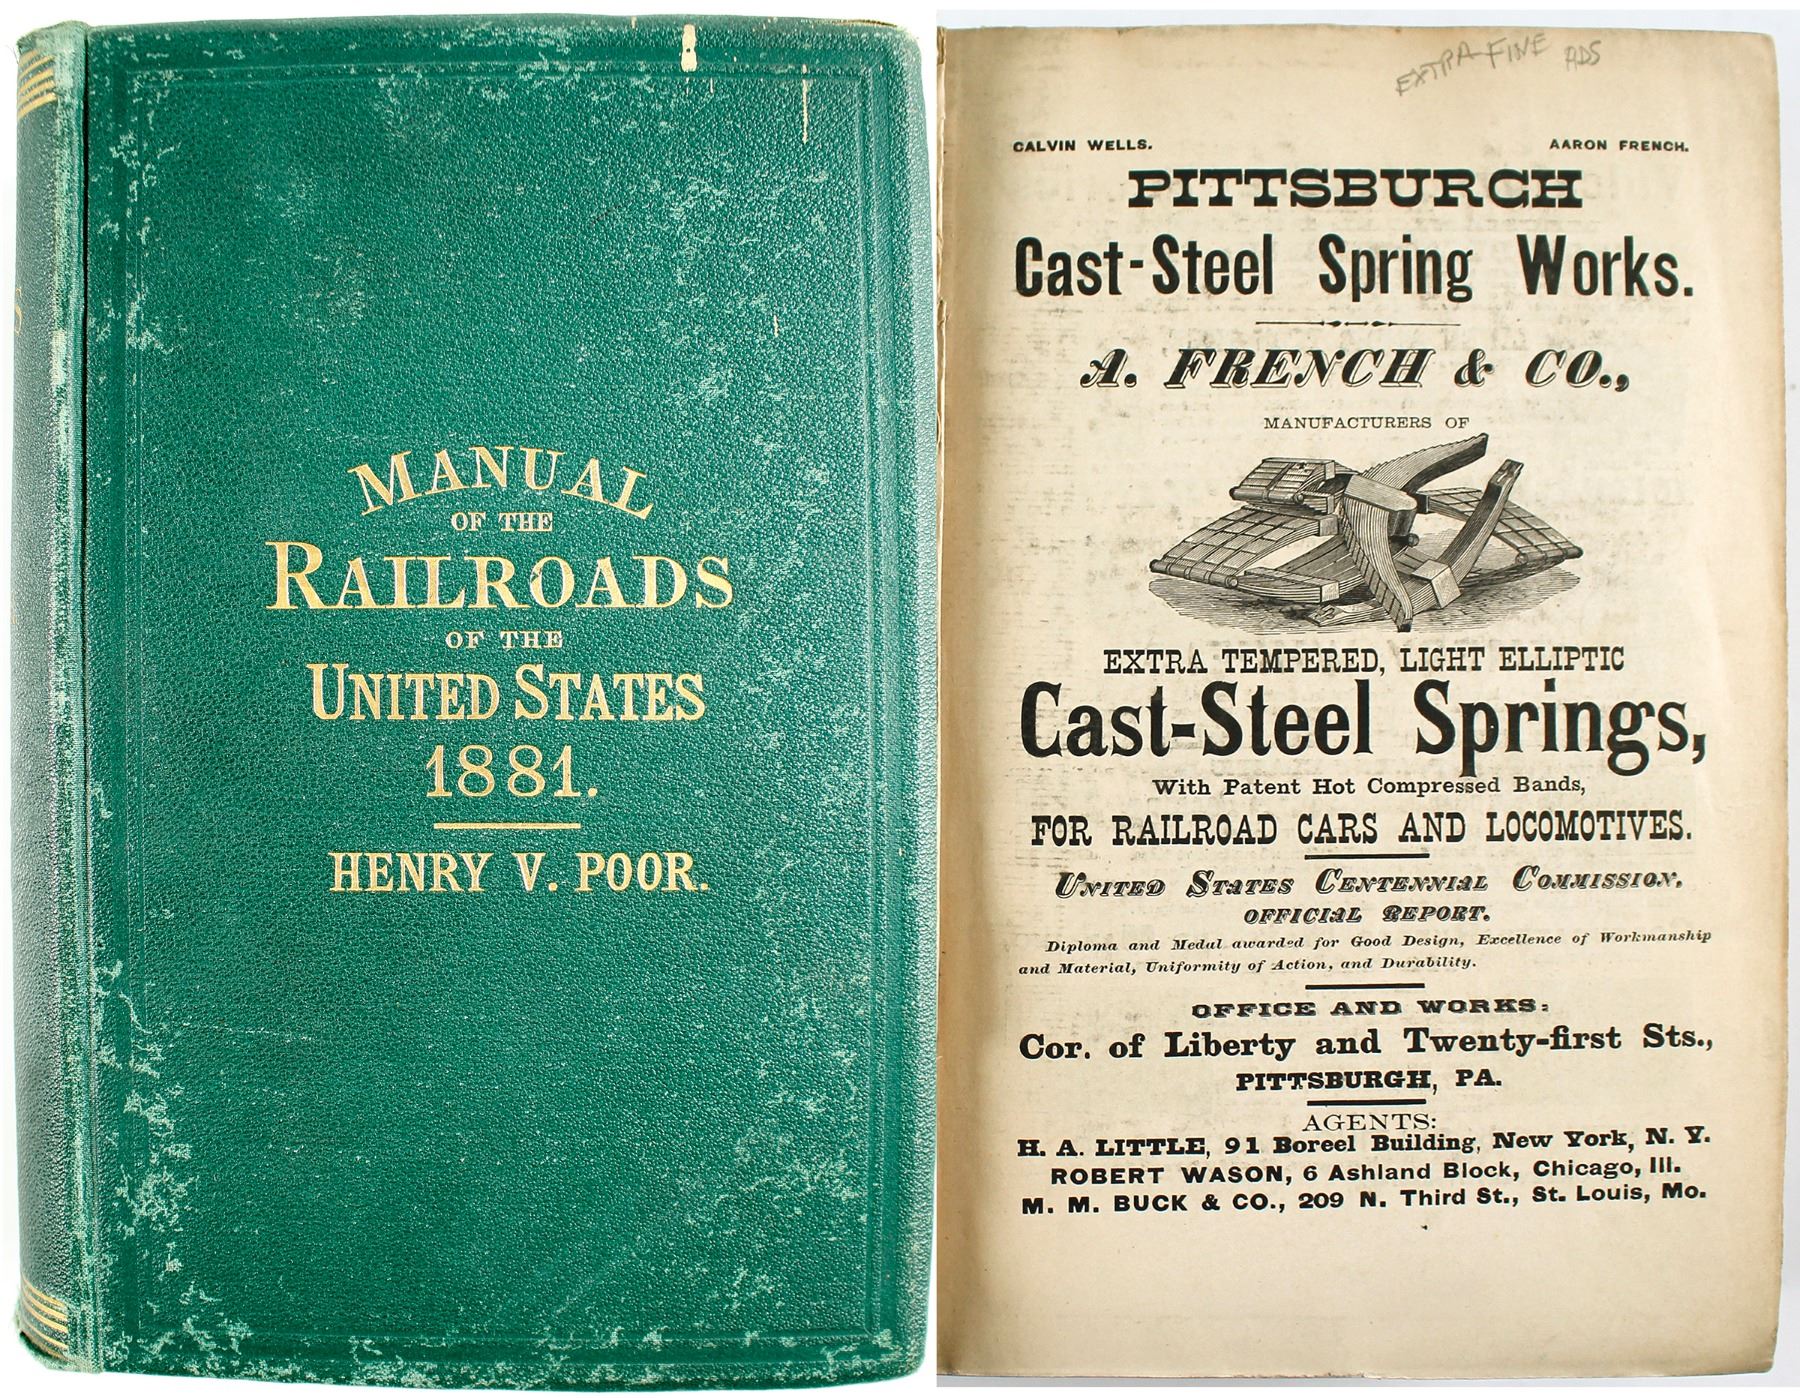 MANUAL
OF THE
RAILROADS
OF THE
UNITED STATES
1881.
HENRY V. POOR.
EXTRA-FINE ADS
CALVIN WELLS. AARON FRENCH.
PITTSBURGH
Cast-Steel Spring Works.
A. FRENCH & CO.,
MANUFACTURERS OF
EXTRA TEMPERED, LIGHT ELLIPTIC
Cast-Steel Springs,
With Patent Hot Compressed Bands,
FOR RAILROAD CARS AND LOCOMOTIVES.
UNITED STATES CENTENNIAL COMMISSION.
OFFICIAL REPORT.
Diploma and Medal awarded for Good Design, Excellence of Workmanship
and Material, Uniformity of Action, and Durability.
OFFICE AND WORKS:
Cor. of Liberty and Twenty-first Sts.,
PITTSBURGH, PA.
AGENTS:
H. A. LITTLE, 91 Boreel Building, New York, N. Y.
ROBERT WASON, 6 Ashland Block, Chicago, Ill.
M. M. BUCK & CO., 209 N. Third St., St. Louis, Mo.